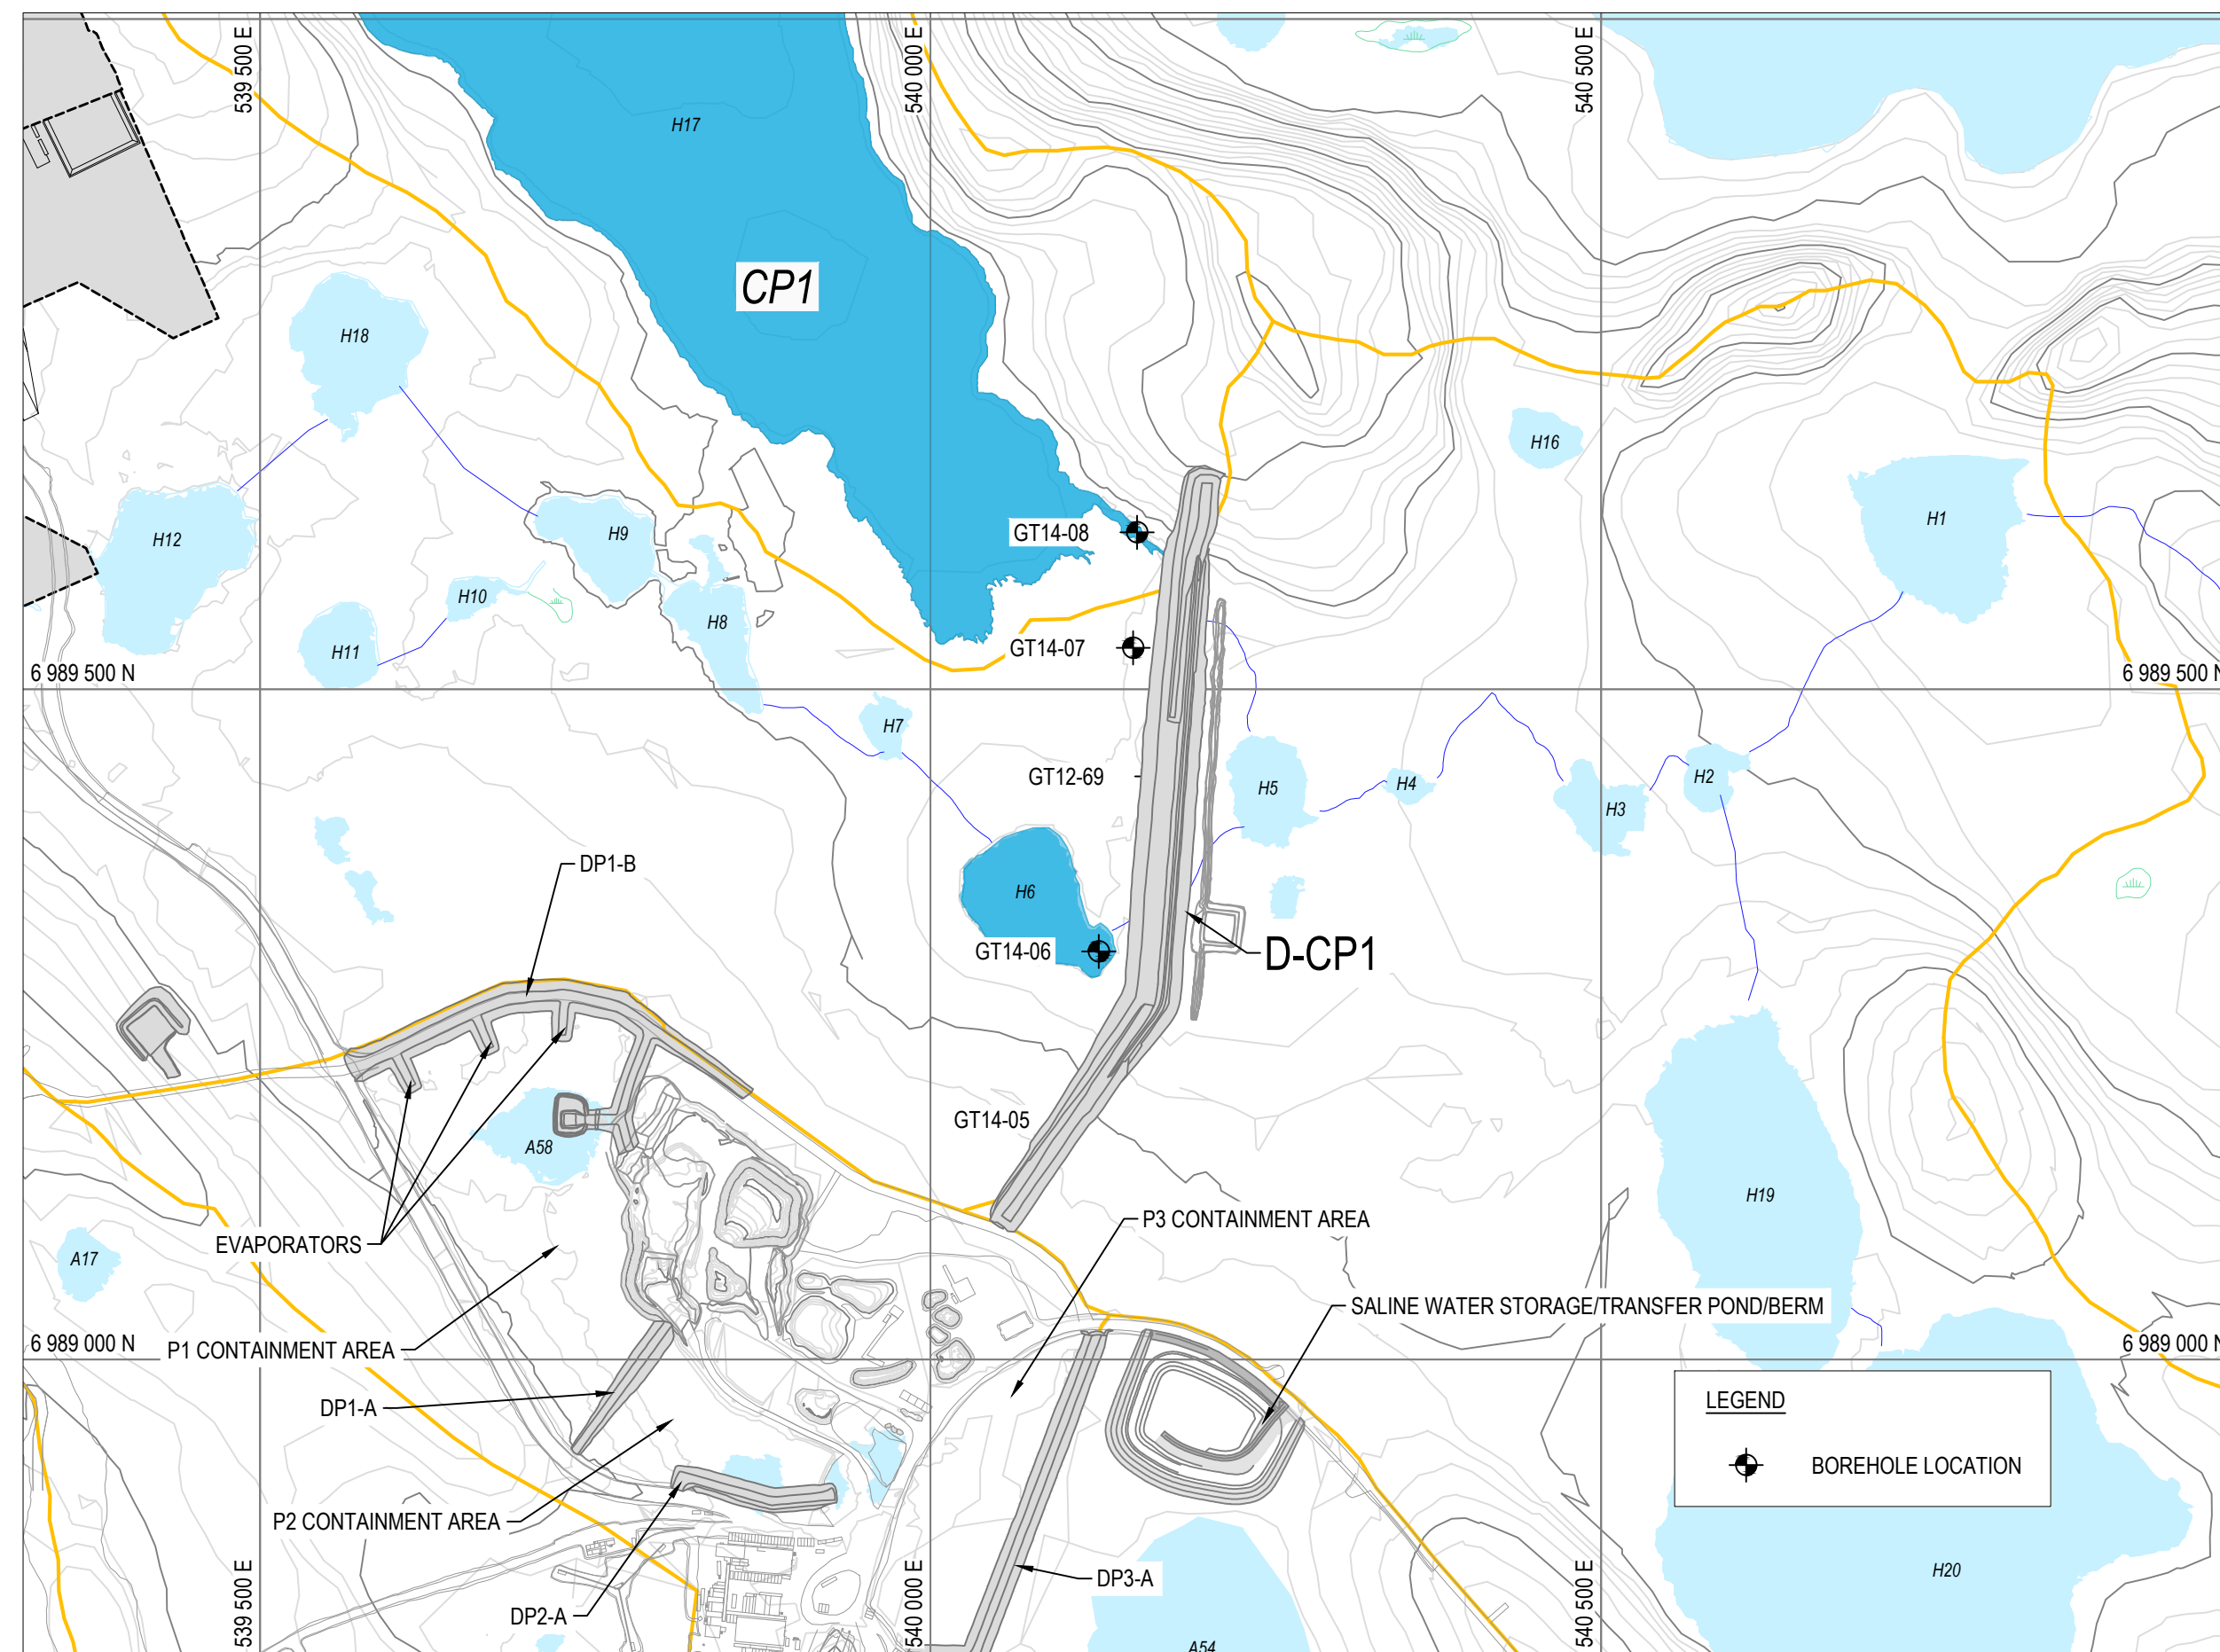 539 500 E
540 000 E
540 500 E
H17
CP1
H18
H16
H1
H12
H9
GT14-08
H10
H8
H11
GT14-07
6 989 500 N
6 989 500 N
H7
GT12-69
H5
H4
H3
H2
DP1-B
H6
GT14-06
D-CP1
GT14-05
A58
H19
P3 CONTAINMENT AREA
EVAPORATORS
A17
SALINE WATER STORAGE/TRANSFER POND/BERM
6 989 000 N
P1 CONTAINMENT AREA
6 989 000 N
DP1-A
LEGEND
BOREHOLE LOCATION
P2 CONTAINMENT AREA
H20
DP3-A
DP2-A
539 500 E
540 000 E
540 500 E
A54